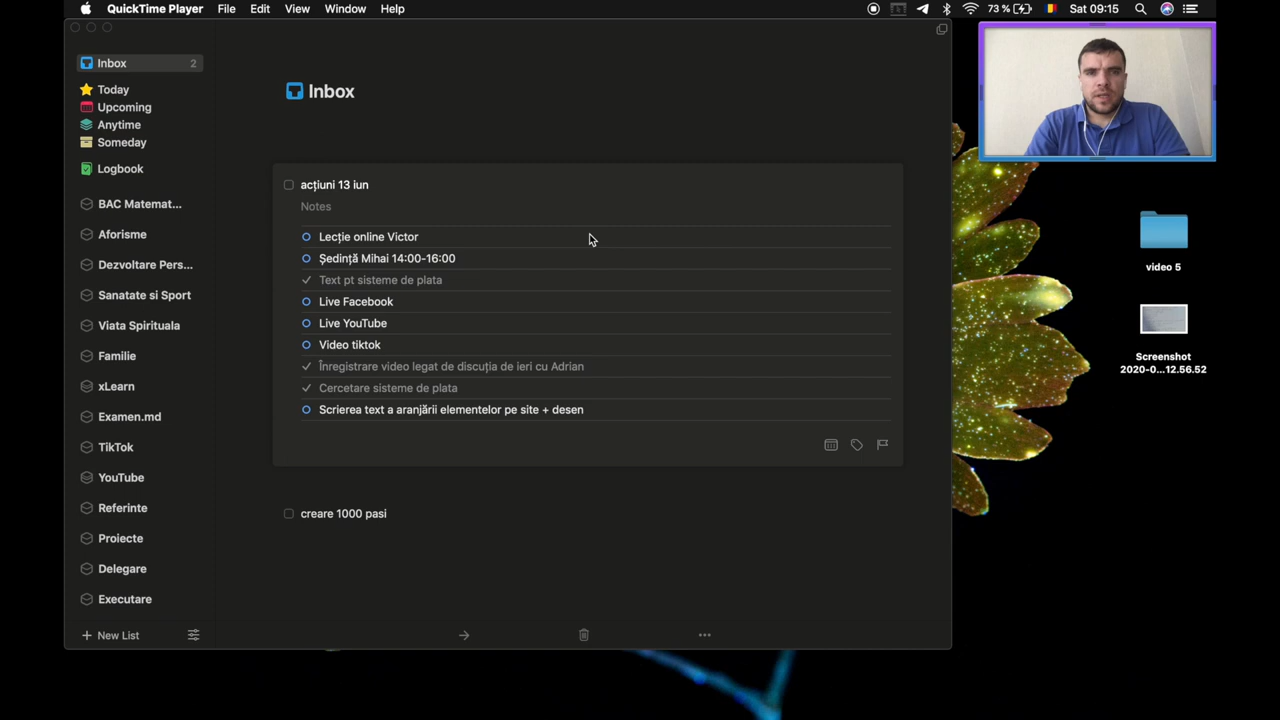 QuickTime Player File Edit View Window Help 73 % Sat 09:15
Inbox 2
Today
Upcoming
Anytime
Someday
Logbook
BAC Matemat...
Aforisme
Dezvoltare Pers...
Sanatate si Sport
Viata Spirituala
Familie
xLearn
Examen.md
TikTok
YouTube
Referinte
Proiecte
Delegare
Executare
New List
Inbox
acțiuni 13 iun
Notes
Lecție online Victor
Ședință Mihai 14:00-16:00
Text pt sisteme de plata
Live Facebook
Live YouTube
Video tiktok
Înregistrare video legat de discuția de ieri cu Adrian
Cercetare sisteme de plata
Scrierea text a aranjării elementelor pe site + desen
creare 1000 pasi
video 5
Screenshot
2020-0...12.56.52